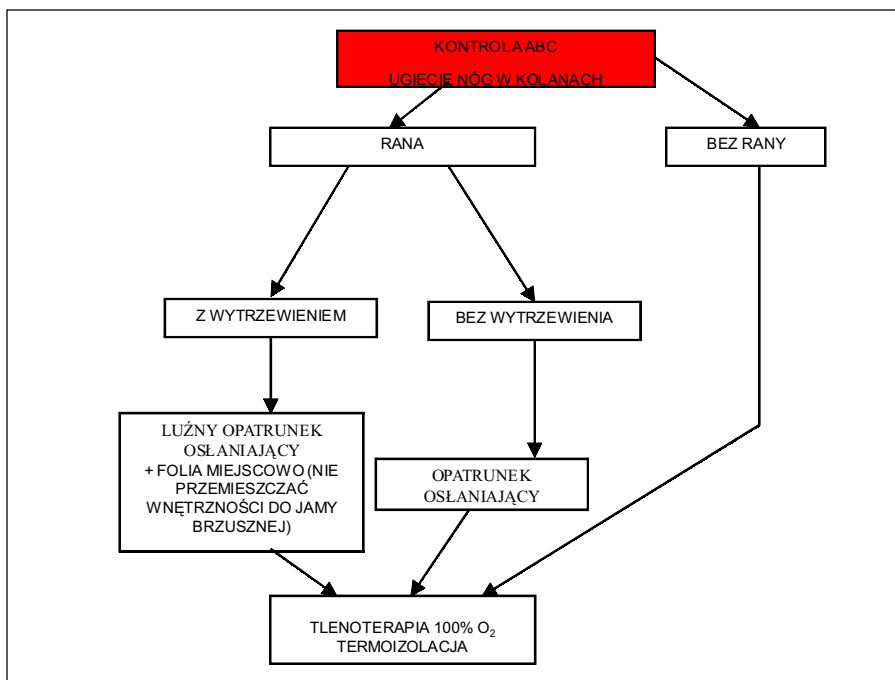 KONTROLA ABC
UGIĘCIE NÓG W KOLANACH
RANA
BEZ RANY
Z WYTRZEWIENIEM
BEZ WYTRZEWIENIA
LUŹNY OPATRUNEK
OSŁANIAJĄCY
+ FOLIA MIEJSCOWO (NIE
PRZEMIESZCZAĆ
WNĘTRZNOŚCI DO JAMY
BRZUSZNEJ)
OPATRUNEK
OSŁANIAJĄCY
TLENOTERAPIA 100% O₂
TERMOIZOLACJA